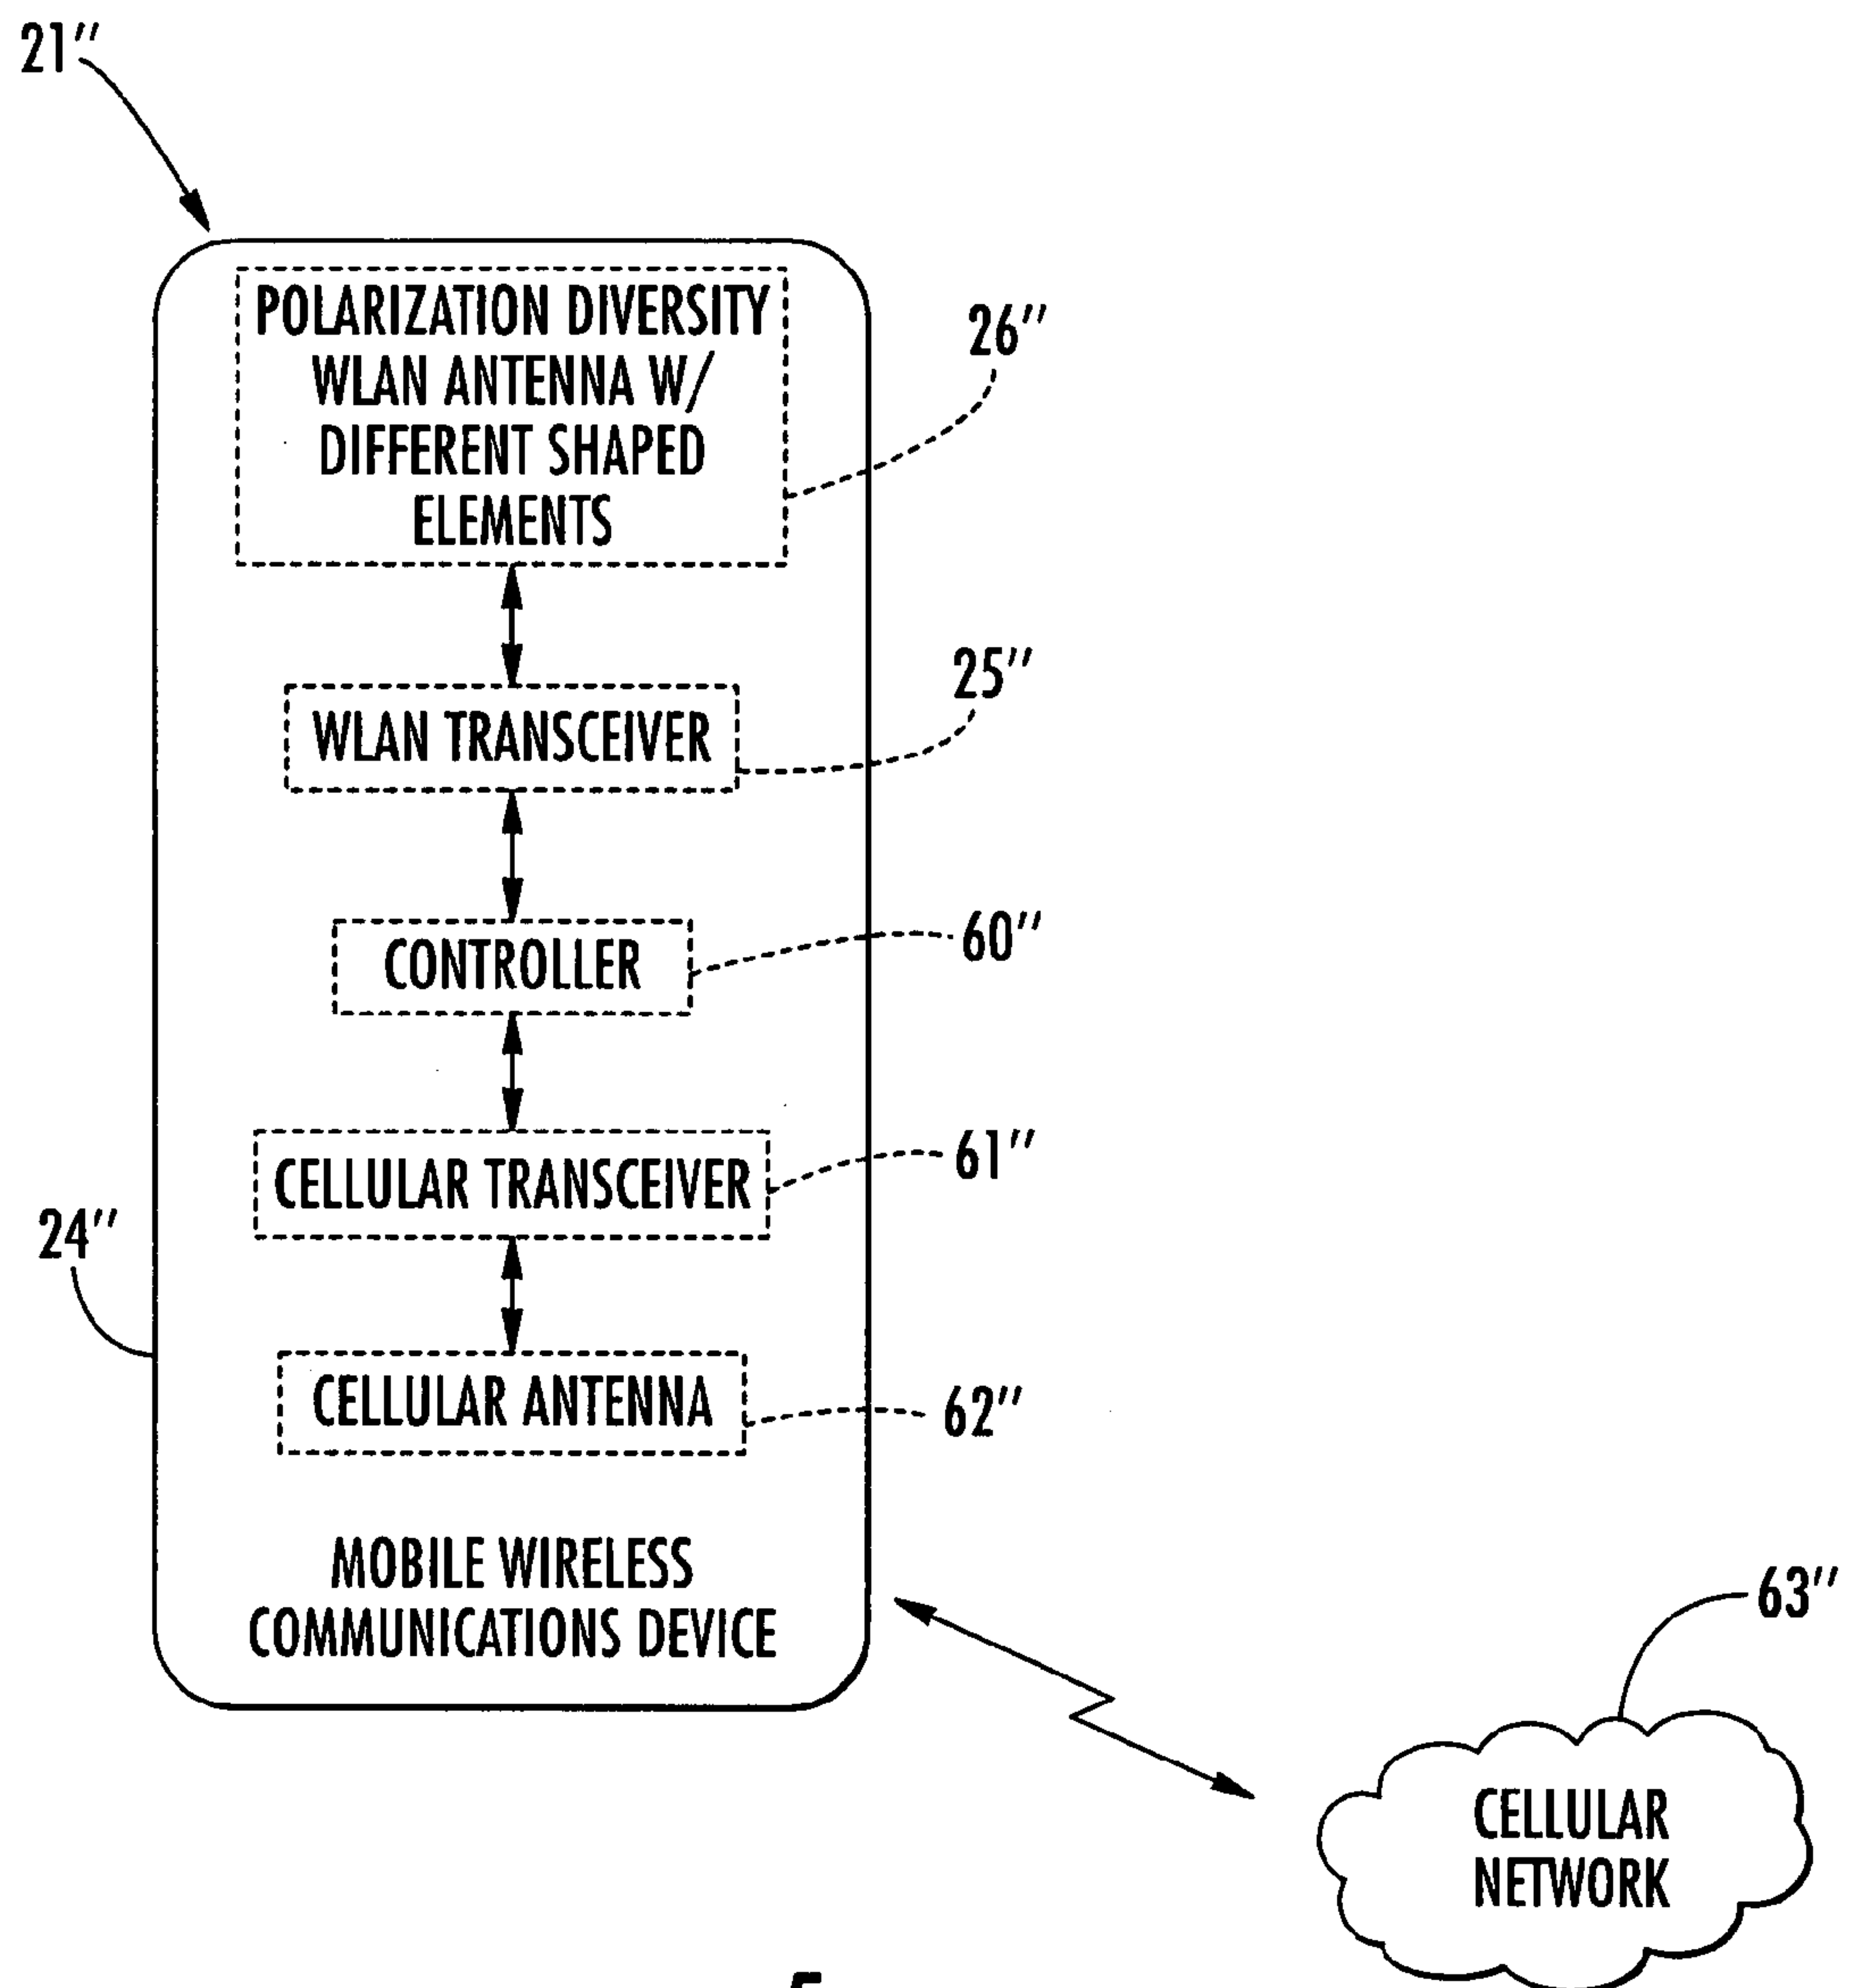 21''
POLARIZATION DIVERSITY
WLAN ANTENNA W/
DIFFERENT SHAPED
ELEMENTS
26''
WLAN TRANSCEIVER
25''
CONTROLLER
60''
CELLULAR TRANSCEIVER
61''
24''
CELLULAR ANTENNA
62''
MOBILE WIRELESS
COMMUNICATIONS DEVICE
63''
CELLULAR
NETWORK